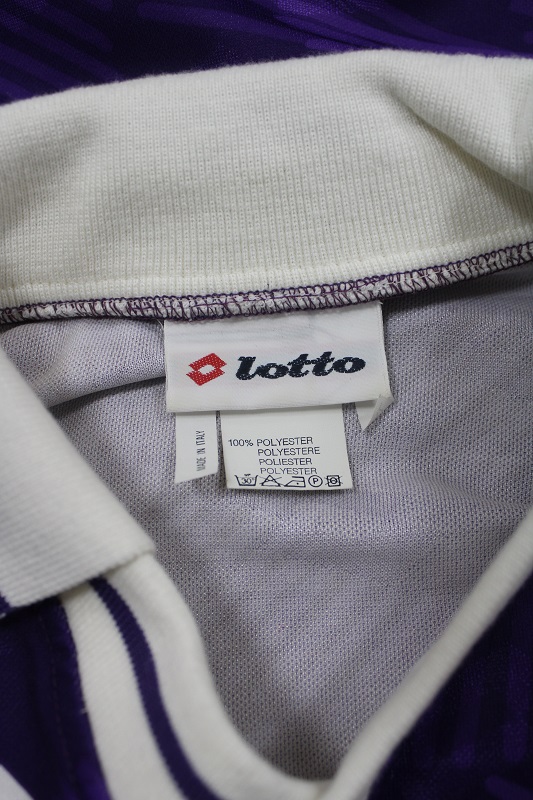 lotto
MADE IN ITALY
100% POLYESTER
POLYESTERE
POLIESTER
POLYESTER
30° P